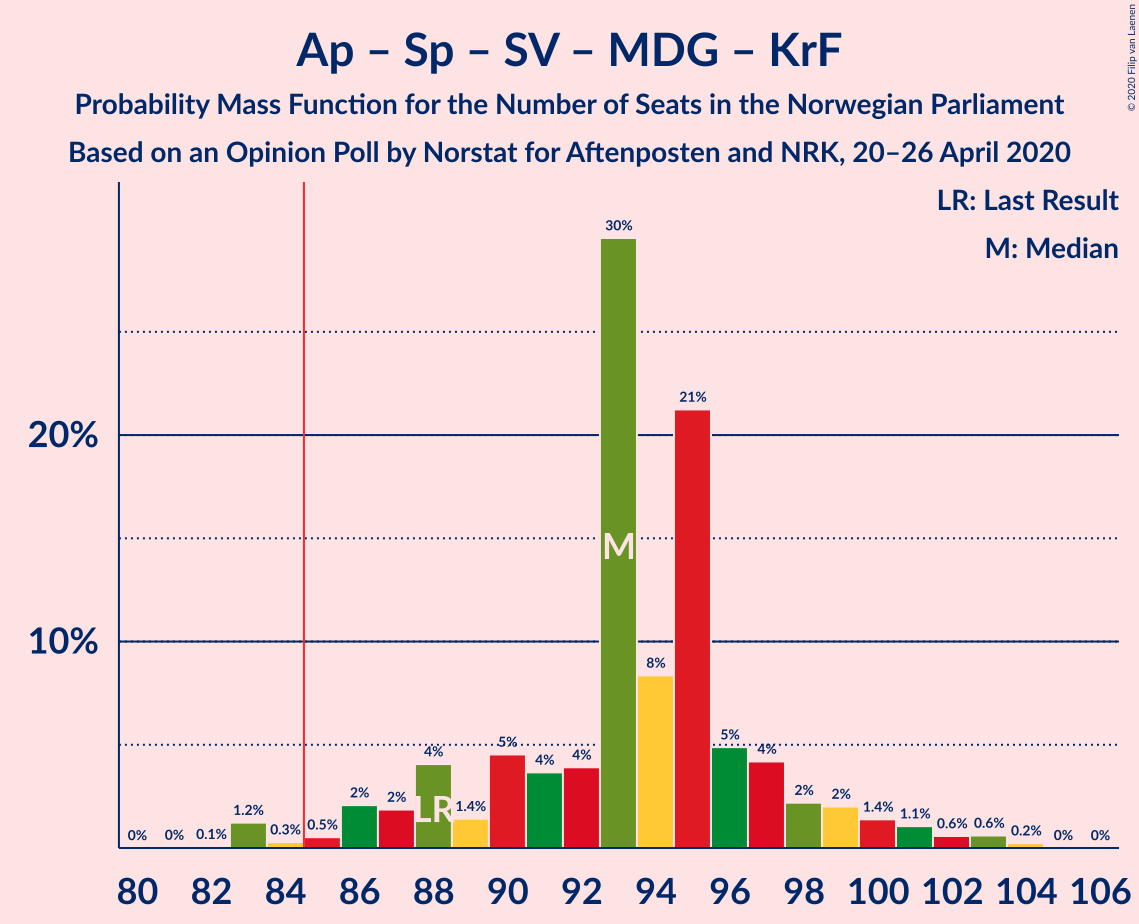 © 2020 Filip van Laenen
Ap – Sp – SV – MDG – KrF
Probability Mass Function for the Number of Seats in the Norwegian Parliament
Based on an Opinion Poll by Norstat for Aftenposten and NRK, 20–26 April 2020
LR: Last Result
M: Median
20%
10%
0% 0% 0.1% 1.2% 0.3% 0.5% 2% 2% 4% 1.4% 5% 4% 4% 30% 8% 21% 5% 4% 2% 2% 1.4% 1.1% 0.6% 0.6% 0.2% 0% 0%
LR
M
80 82 84 86 88 90 92 94 96 98 100 102 104 106